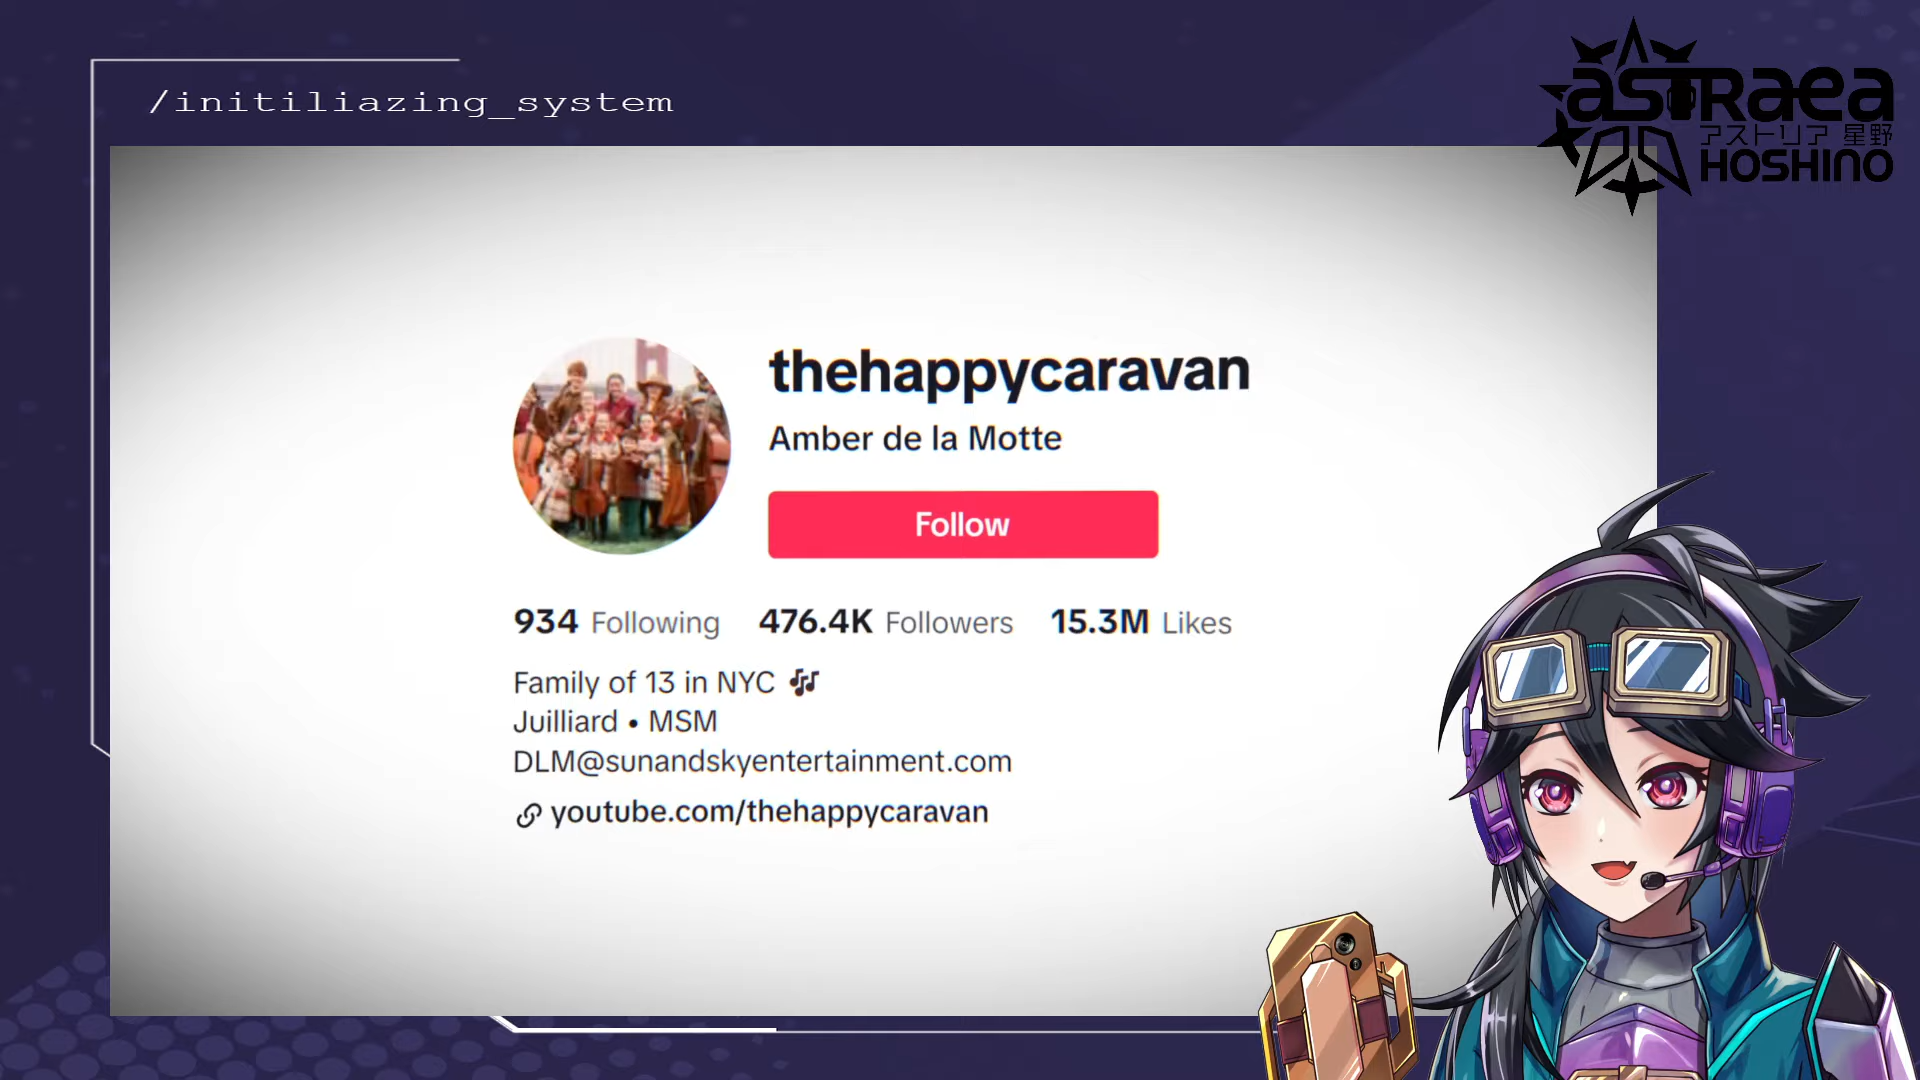 /initiliazing_system
astraea
アストリア 星野
HOSHINO
thehappycaravan
Amber de la Motte
Follow
934 Following 476.4K Followers 15.3M Likes
Family of 13 in NYC 🎶
Juilliard • MSM
DLM@sunandskyentertainment.com
youtube.com/thehappycaravan